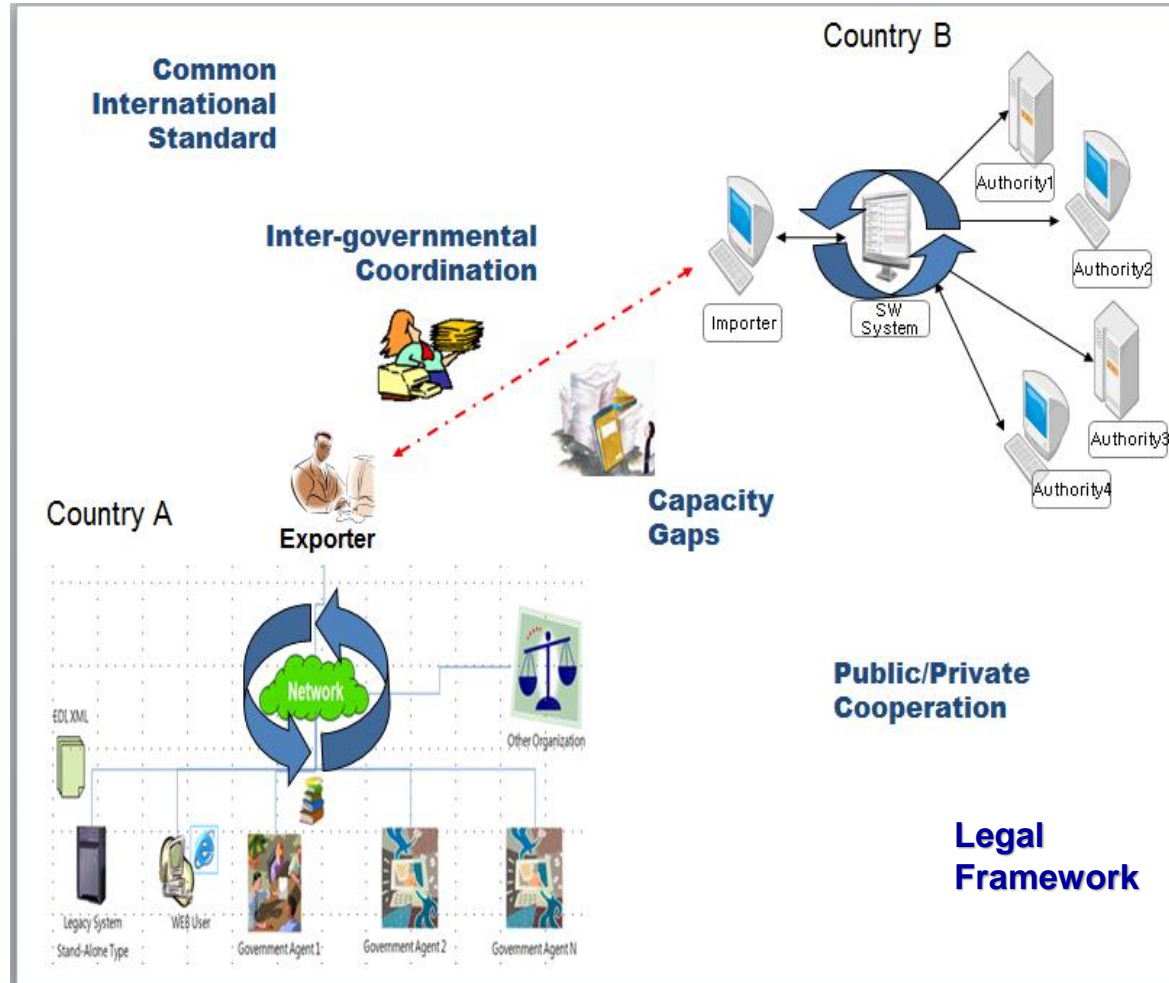 Country B
Common
International
Standard
Authority1
Inter-governmental
Coordination
Authority2
Importer
SW
System
Authority3
Authority4
Capacity
Gaps
Country A
Exporter
Network
EDI, XML
Other Organization
Public/Private
Cooperation
Legacy System
Stand-Alone Type
WEB User
Government Agent 1
Government Agent 2
Government Agent N
Legal
Framework